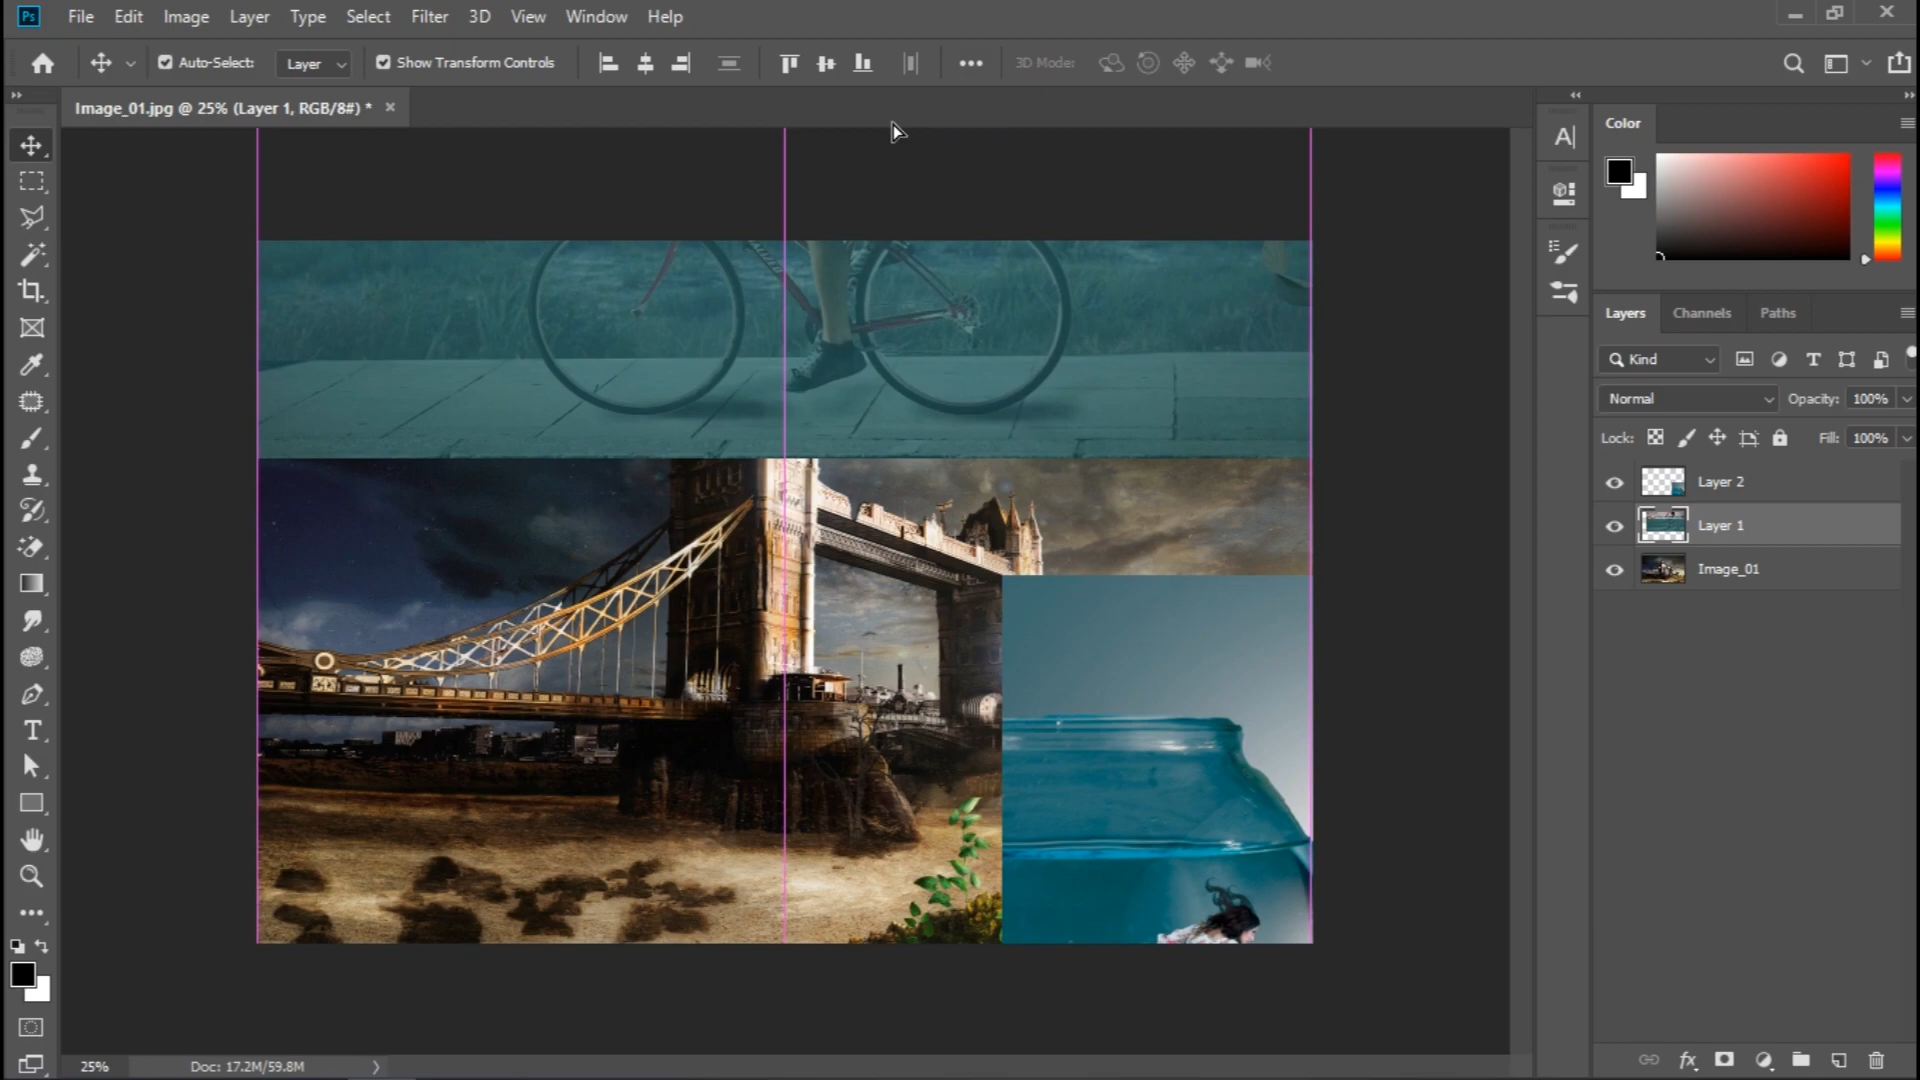 Ps File Edit Image Layer Type Select Filter 3D View Window Help
Auto-Select: Layer Show Transform Controls 3D Mode:
Image_01.jpg @ 25% (Layer 1, RGB/8#) *
Color
Layers Channels Paths
Kind
Normal Opacity: 100%
Lock: Fill: 100%
Layer 2
Layer 1
Image_01
25% Doc: 17.2M/59.8M